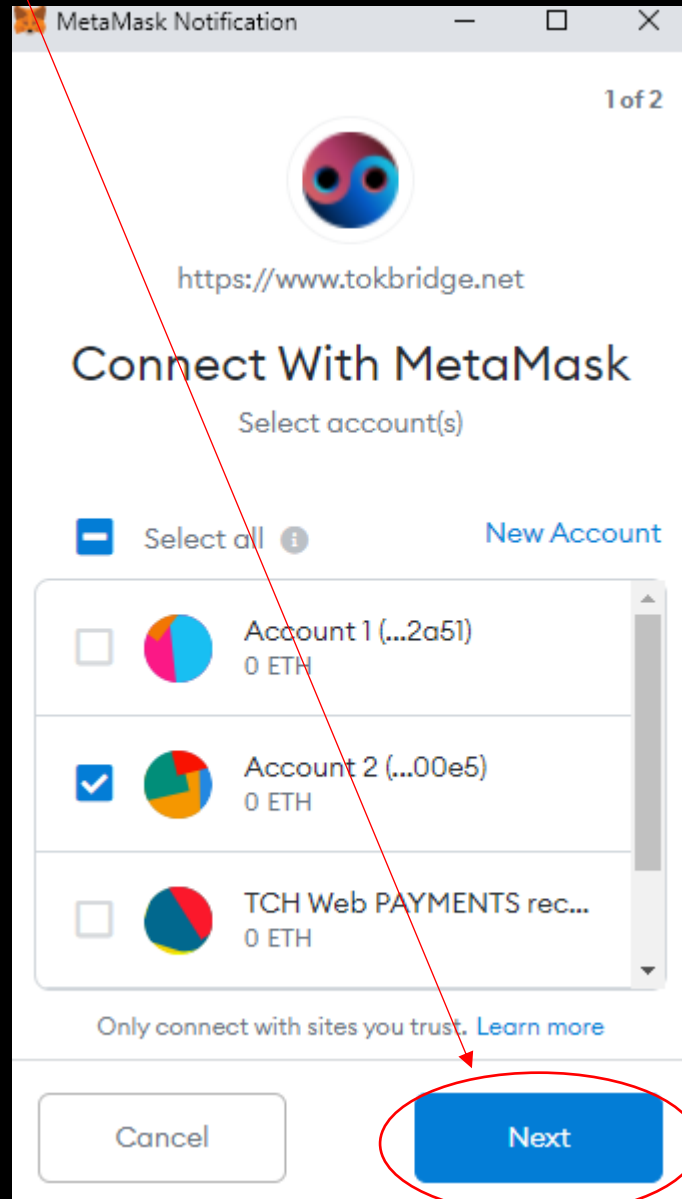 MetaMask Notification
1 of 2
https://www.tokbridge.net
Connect With MetaMask
Select account(s)
Select all
New Account
Account 1 (...2a51)
0 ETH
Account 2 (...00e5)
0 ETH
TCH Web PAYMENTS rec...
0 ETH
Only connect with sites you trust. Learn more
Cancel
Next